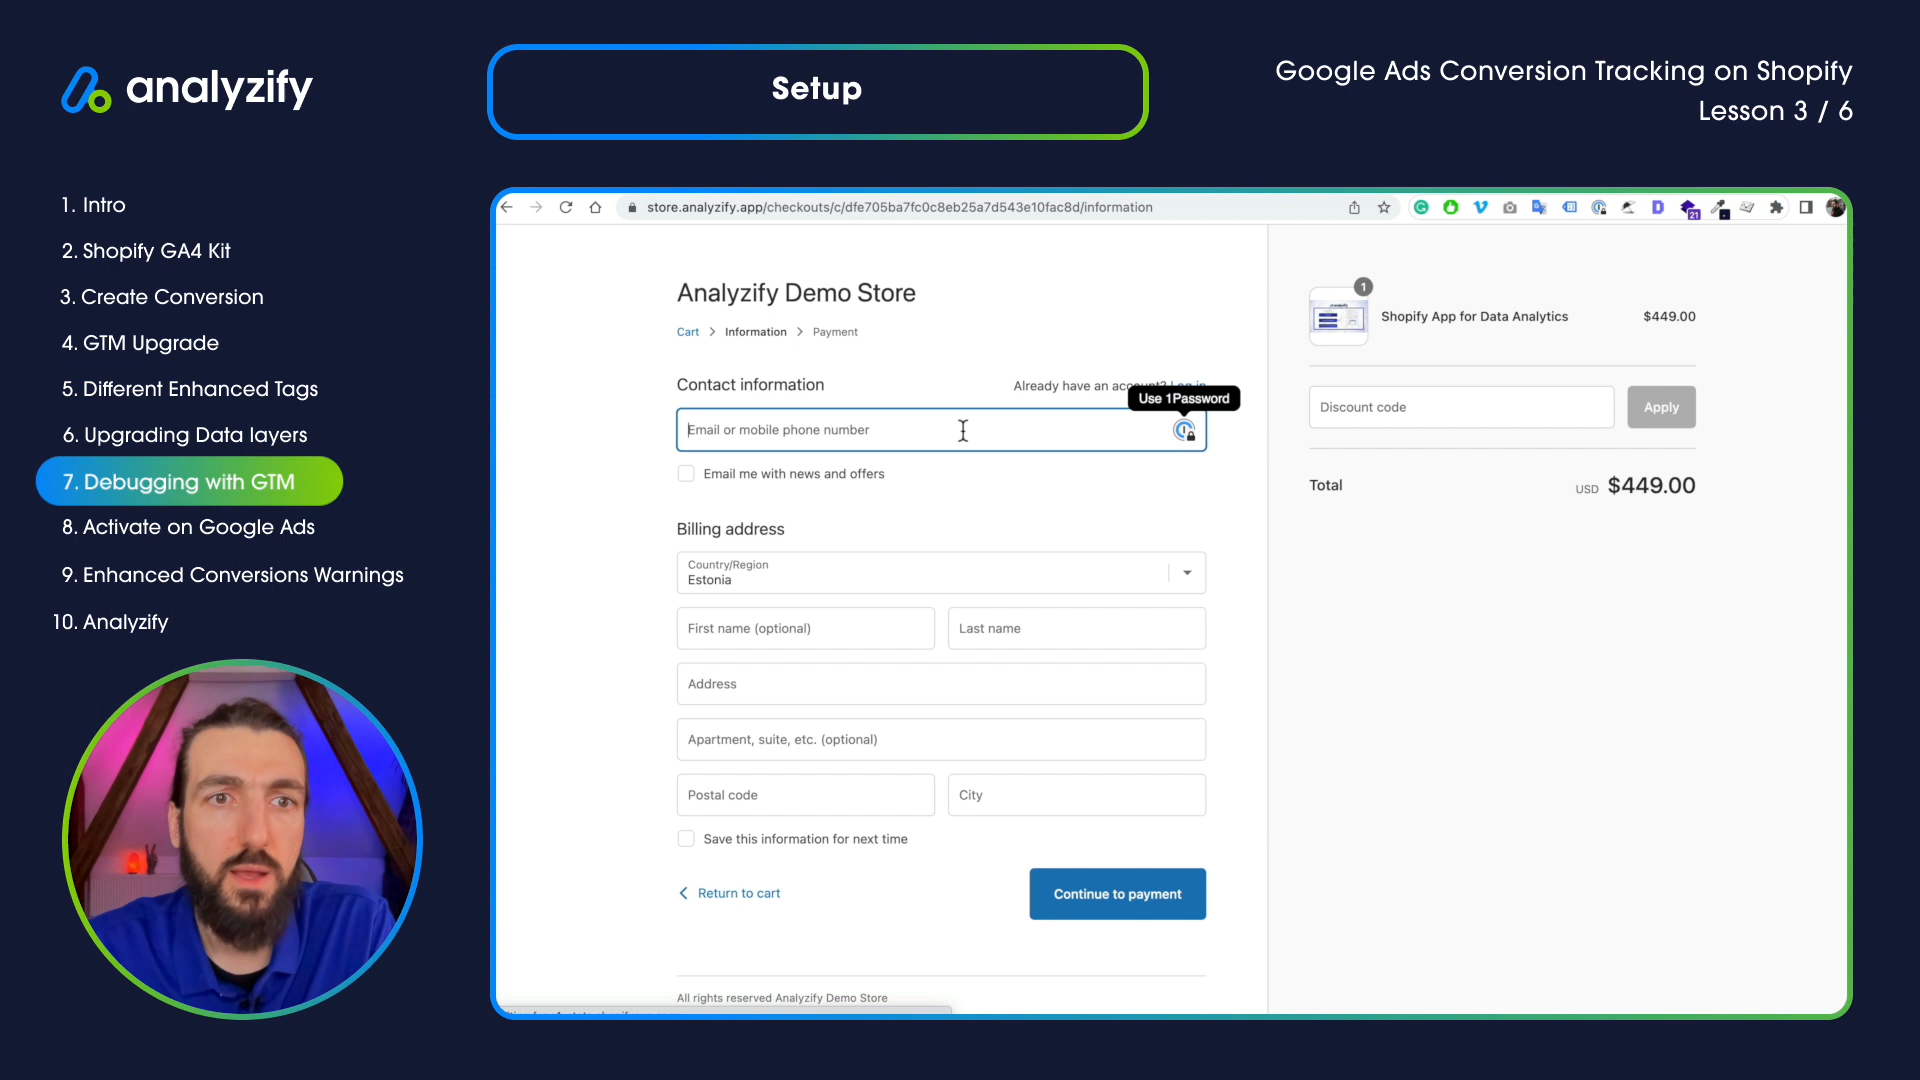 analyzify
Setup
Google Ads Conversion Tracking on Shopify
Lesson 3 / 6
1. Intro
2. Shopify GA4 Kit
3. Create Conversion
4. GTM Upgrade
5. Different Enhanced Tags
6. Upgrading Data layers
7. Debugging with GTM
8. Activate on Google Ads
9. Enhanced Conversions Warnings
10. Analyzify
store.analyzify.app/checkouts/c/dfe705ba7fc0c8eb25a7d543e10fac8d/information
21
Analyzify Demo Store
Cart > Information > Payment
Contact information
Already have an account? Log in
Use 1Password
Email or mobile phone number
Email me with news and offers
Billing address
Country/Region
Estonia
First name (optional)
Last name
Address
Apartment, suite, etc. (optional)
Postal code
City
Save this information for next time
Return to cart
Continue to payment
All rights reserved Analyzify Demo Store
1
Shopify App for Data Analytics
$449.00
Discount code
Apply
Total
USD $449.00